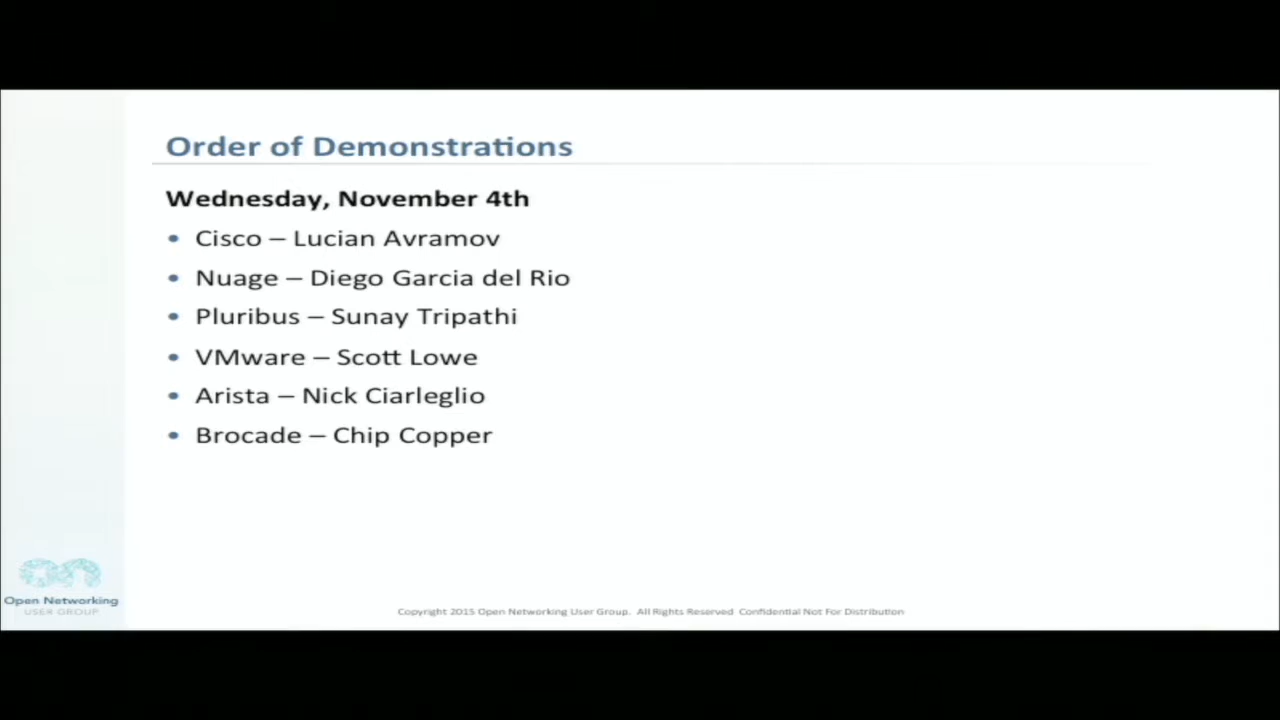 Order of Demonstrations
Wednesday, November 4th
• Cisco – Lucian Avramov
• Nuage – Diego Garcia del Rio
• Pluribus – Sunay Tripathi
• VMware – Scott Lowe
• Arista – Nick Ciarleglio
• Brocade – Chip Copper
on
Open Networking
USER GROUP
Copyright 2015 Open Networking User Group. All Rights Reserved Confidential Not For Distribution